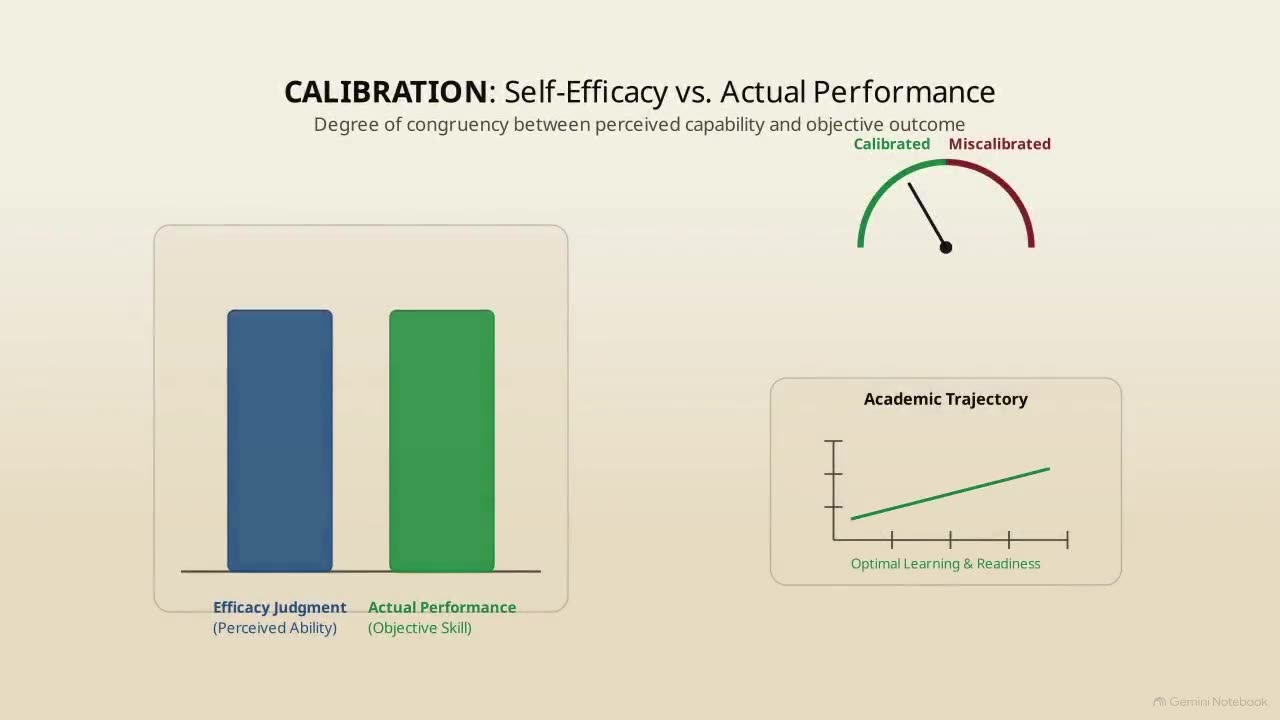 CALIBRATION: Self-Efficacy vs. Actual Performance
Degree of congruency between perceived capability and objective outcome
Calibrated Miscalibrated
Academic Trajectory
Optimal Learning & Readiness
Efficacy Judgment
(Perceived Ability)
Actual Performance
(Objective Skill)
Gemini Notebook